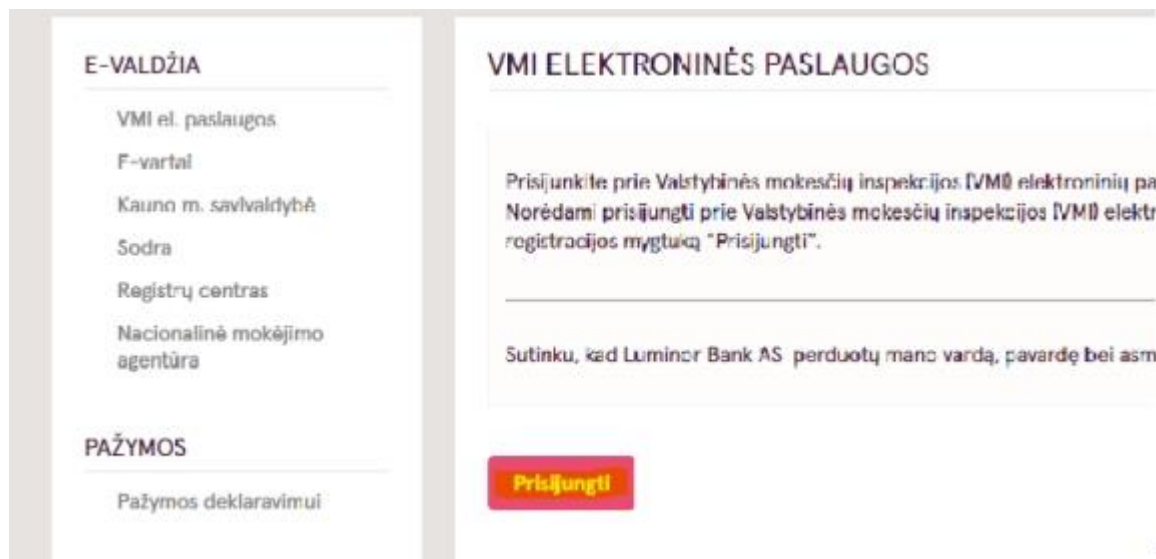 E-VALDŽIA
VMI el. paslaugos
E-vartai
Kauno m. savivaldybė
Sodra
Registrų centras
Nacionalinė mokėjimo
agentūra
PAŽYMOS
Pažymos deklaravimui
VMI ELEKTRONINĖS PASLAUGOS
Prisijunkite prie Valstybinės mokesčių inspekcijos (VMI) elektroninių pa
Norėdami prisijungti prie Valstybinės mokesčių inspekcijos (VMI) elektr
registracijos mygtuką "Prisijungti".
Sutinku, kad Luminor Bank AS perduotų mano vardą, pavardę bei asm
Prisijungti